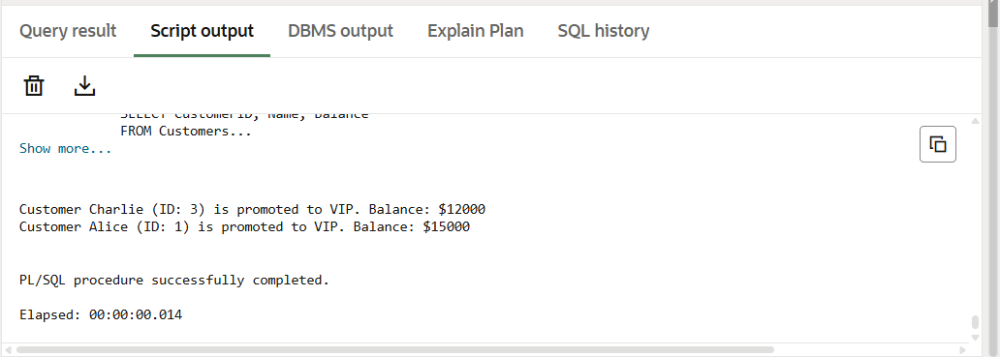 Query result Script output DBMS output Explain Plan SQL history
SELECT CustomerID, Name, Balance
FROM Customers...
Show more...
Customer Charlie (ID: 3) is promoted to VIP. Balance: $12000
Customer Alice (ID: 1) is promoted to VIP. Balance: $15000
PL/SQL procedure successfully completed.
Elapsed: 00:00:00.014